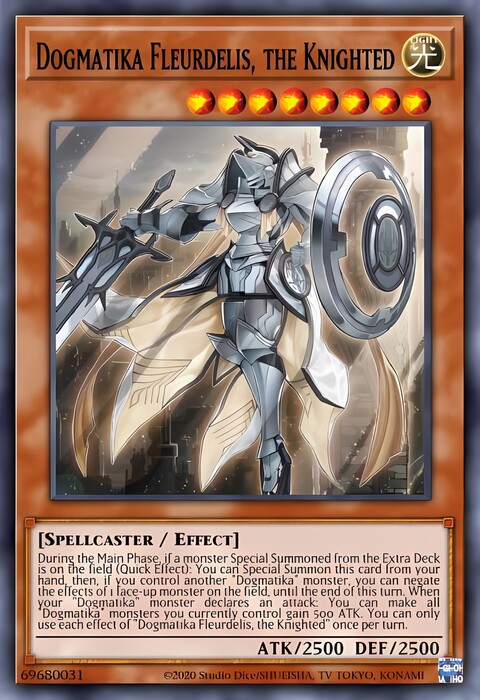 Dogmatika Fleurdelis, the Knighted
LIGHT
光
[Spellcaster / Effect]
During the Main Phase, if a monster Special Summoned from the Extra Deck
is on the field (Quick Effect): You can Special Summon this card from your
hand, then, if you control another "Dogmatika" monster, you can negate
the effects of 1 face-up monster on the field, until the end of this turn. When
your "Dogmatika" monster declares an attack: You can make all
"Dogmatika" monsters you currently control gain 500 ATK. You can only
use each effect of "Dogmatika Fleurdelis, the Knighted" once per turn.
ATK/2500 DEF/2500
69680031
©2020 Studio Dice/SHUEISHA, TV TOKYO, KONAMI